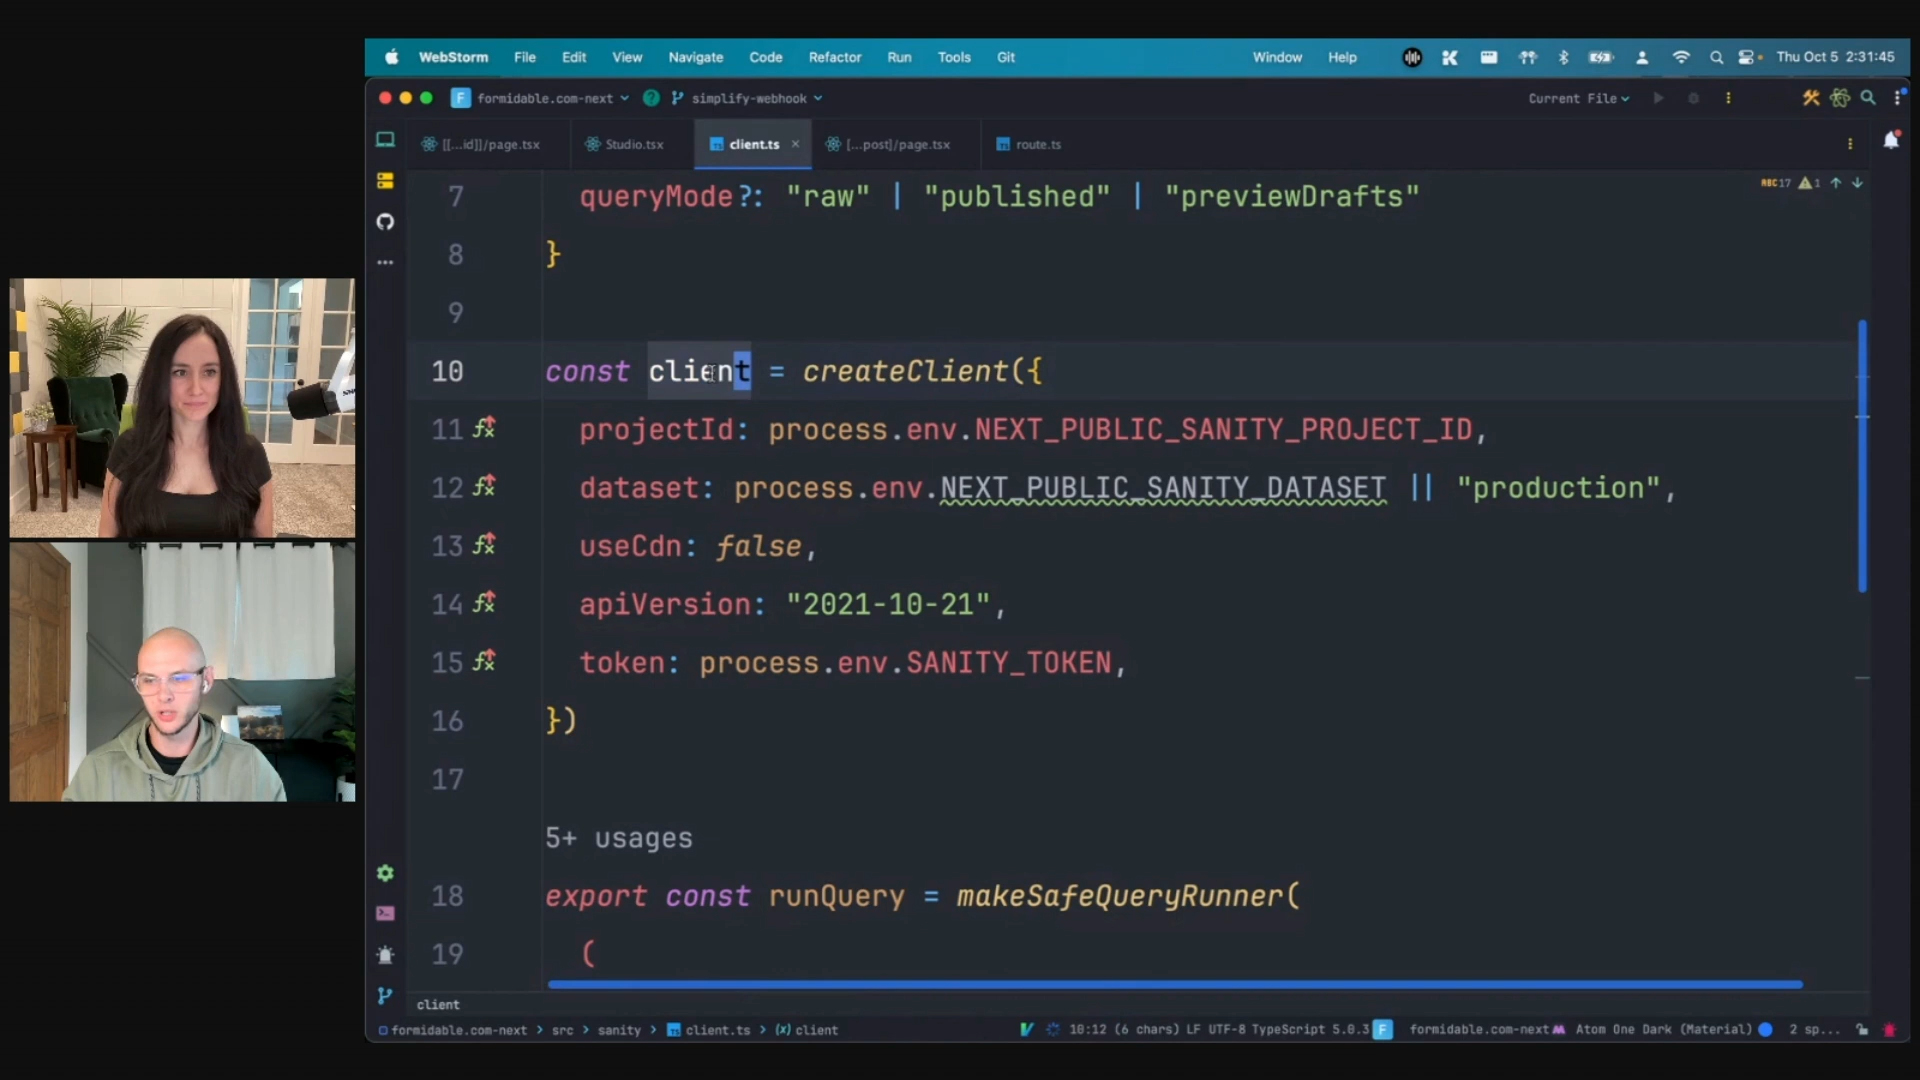 WebStorm File Edit View Navigate Code Refactor Run Tools Git Window Help Thu Oct 5 2:31:45
F formidable.com-next simplify-webhook Current File
[[...id]]/page.tsx Studio.tsx client.ts × [...post]/page.tsx route.ts
7 queryMode?: "raw" | "published" | "previewDrafts"
ABC 17 1
8 }
9
10 const client = createClient({
11 projectId: process.env.NEXT_PUBLIC_SANITY_PROJECT_ID,
12 dataset: process.env.NEXT_PUBLIC_SANITY_DATASET || "production",
13 useCdn: false,
14 apiVersion: "2021-10-21",
15 token: process.env.SANITY_TOKEN,
16 })
17
5+ usages
18 export const runQuery = makeSafeQueryRunner(
19 (
client
formidable.com-next > src > sanity > client.ts > (x) client 10:12 (6 chars) LF UTF-8 TypeScript 5.0.3 F formidable.com-next Atom One Dark (Material) 2 sp...